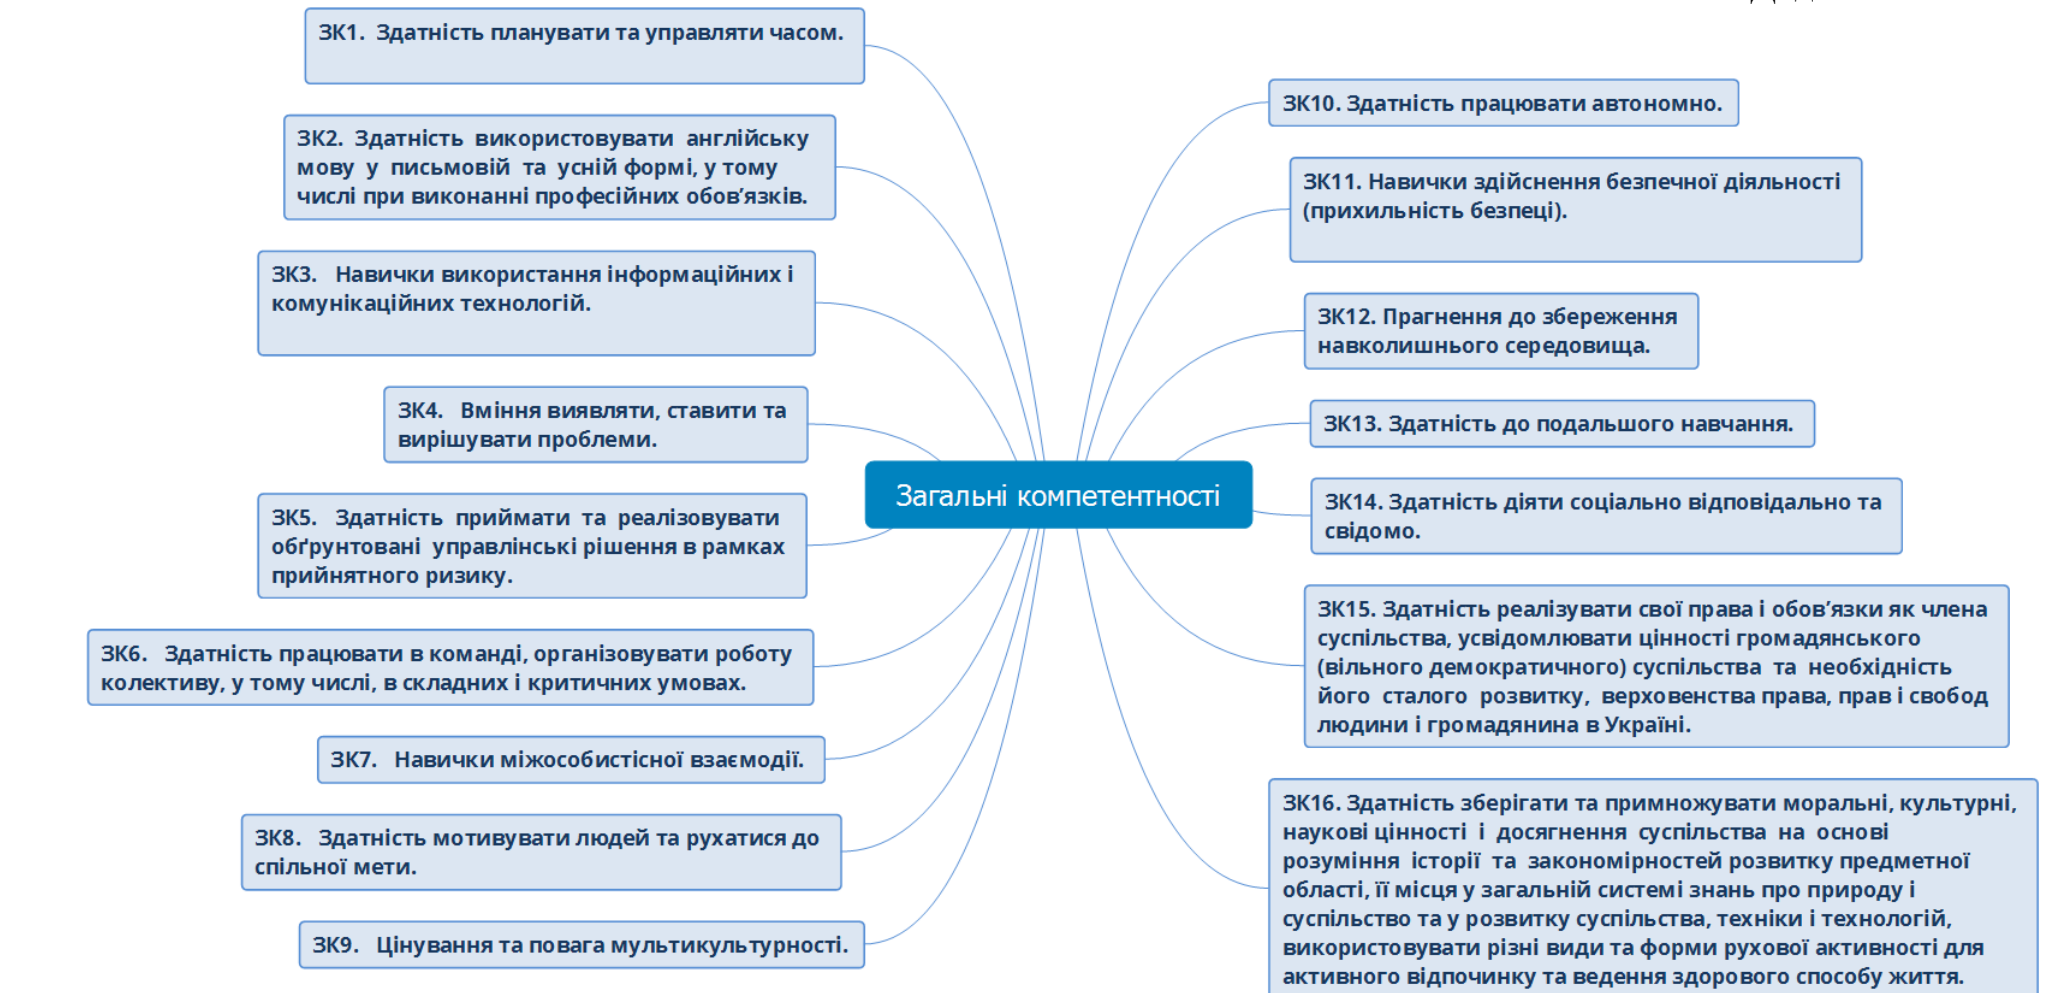 ЗК1. Здатність планувати та управляти часом.
ЗК2. Здатність використовувати англійську
мову у письмовій та усній формі, у тому
числі при виконанні професійних обов’язків.
ЗК3. Навички використання інформаційних і
комунікаційних технологій.
ЗК4. Вміння виявляти, ставити та
вирішувати проблеми.
ЗК5. Здатність приймати та реалізовувати
обґрунтовані управлінські рішення в рамках
прийнятного ризику.
ЗК6. Здатність працювати в команді, організовувати роботу
колективу, у тому числі, в складних і критичних умовах.
ЗК7. Навички міжособистісної взаємодії.
ЗК8. Здатність мотивувати людей та рухатися до
спільної мети.
ЗК9. Цінування та повага мультикультурності.
Загальні компетентності
ЗК10. Здатність працювати автономно.
ЗК11. Навички здійснення безпечної діяльності
(прихильність безпеці).
ЗК12. Прагнення до збереження
навколишнього середовища.
ЗК13. Здатність до подальшого навчання.
ЗК14. Здатність діяти соціально відповідально та
свідомо.
ЗК15. Здатність реалізувати свої права і обов’язки як члена
суспільства, усвідомлювати цінності громадянського
(вільного демократичного) суспільства та необхідність
його сталого розвитку, верховенства права, прав і свобод
людини і громадянина в Україні.
ЗК16. Здатність зберігати та примножувати моральні, культурні,
наукові цінності і досягнення суспільства на основі
розуміння історії та закономірностей розвитку предметної
області, її місця у загальній системі знань про природу і
суспільство та у розвитку суспільства, техніки і технологій,
використовувати різні види та форми рухової активності для
активного відпочинку та ведення здорового способу життя.